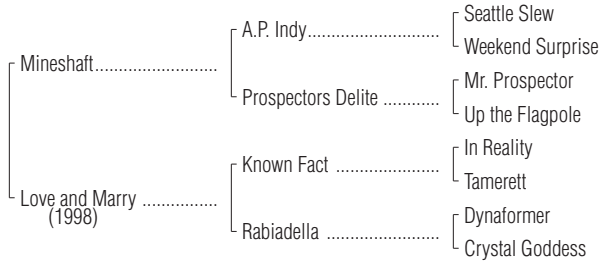 Seattle Slew
A.P. Indy..............................
Weekend Surprise
Mineshaft............................
Mr. Prospector
Prospectors Delite .............
Up the Flagpole
In Reality
Known Fact ........................
Tamerett
Love and Marry .................
(1998)
Dynaformer
Rabiadella ..........................
Crystal Goddess